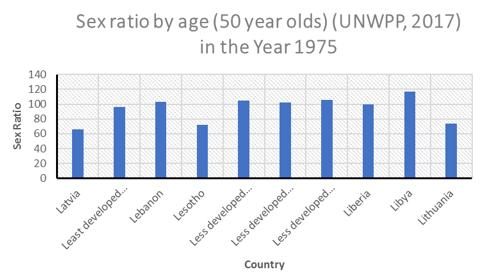 Sex ratio by age (50 year olds) (UNWPP, 2017)
in the Year 1975
140
120
100
80
60
40
20
0
Sex Ratio
Latvia
Least developed...
Lebanon
Lesotho
Less developed...
Less developed...
Less developed...
Liberia
Libya
Lithuania
Country